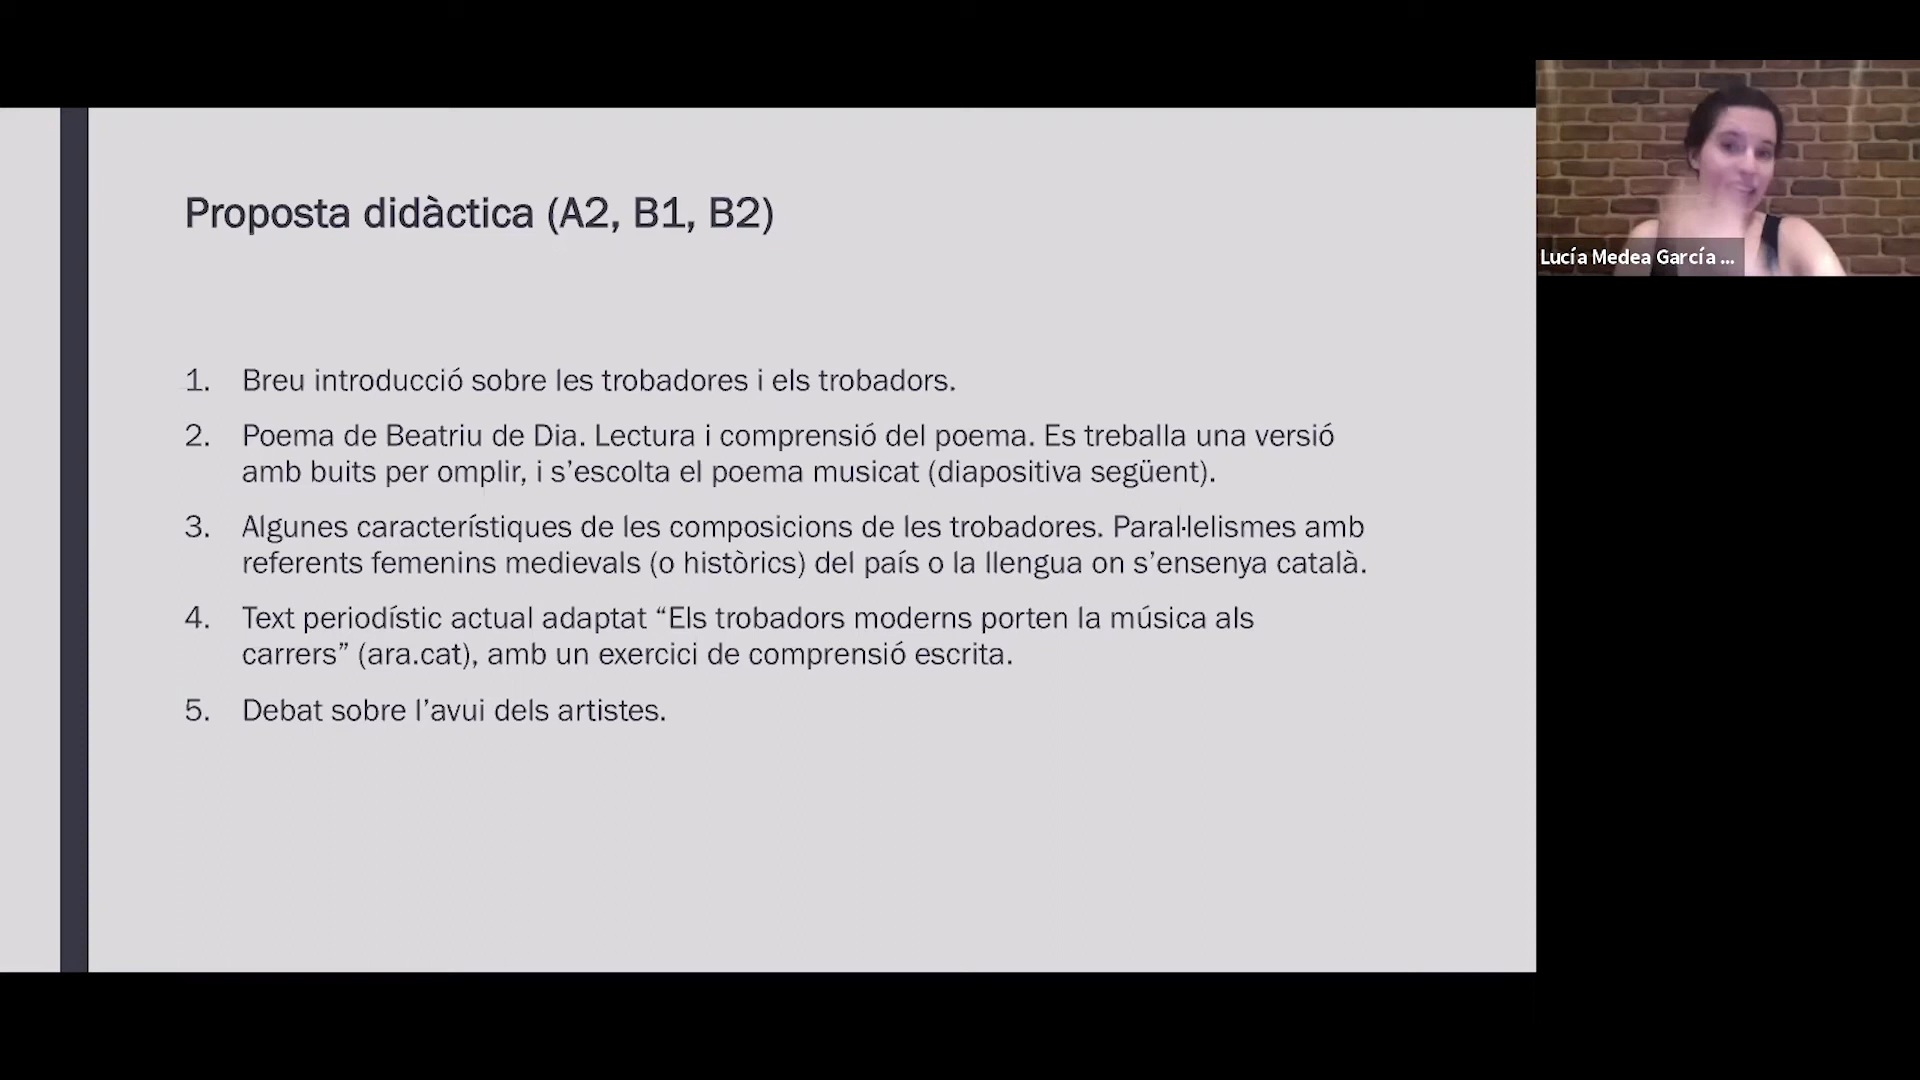 Proposta didàctica (A2, B1, B2)
1. Breu introducció sobre les trobadores i els trobadors.
2. Poema de Beatriu de Dia. Lectura i comprensió del poema. Es treballa una versió
amb buits per omplir, i s’escolta el poema musicat (diapositiva següent).
3. Algunes característiques de les composicions de les trobadores. Paral·lelismes amb
referents femenins medievals (o històrics) del país o la llengua on s’ensenya català.
4. Text periodístic actual adaptat “Els trobadors moderns porten la música als
carrers” (ara.cat), amb un exercici de comprensió escrita.
5. Debat sobre l’avui dels artistes.
Lucía Medea García ...